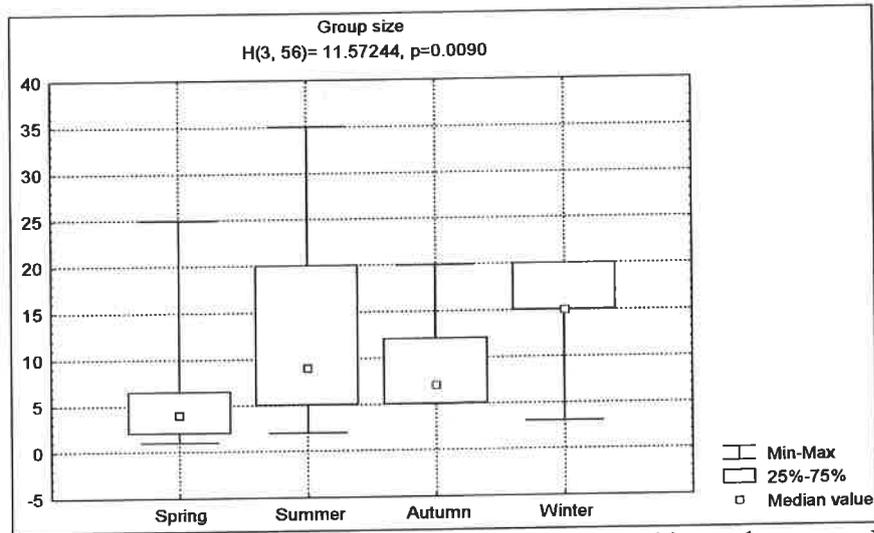 Group size
H(3, 56)= 11.57244, p=0.0090
40
35
30
25
20
15
10
5
0
-5
Spring Summer Autumn Winter
Min-Max
25%-75%
Median value